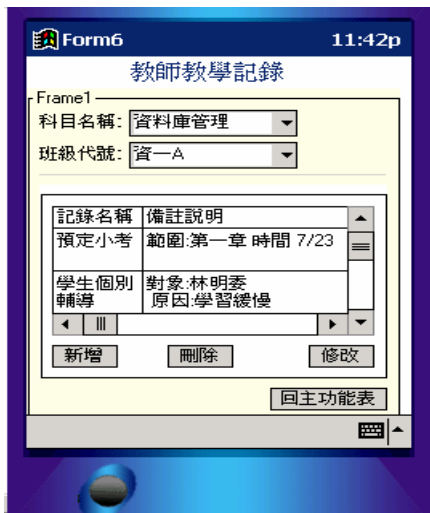 Form6 11:42p
教師教學記錄
Frame1
科目名稱: 資料庫管理
班級代號: 資一A
記錄名稱 備註說明
預定小考 範圍:第一章 時間 7/23
學生個別 對象:林明委
輔導 原因:學習緩慢
新增 刪除 修改
回主功能表